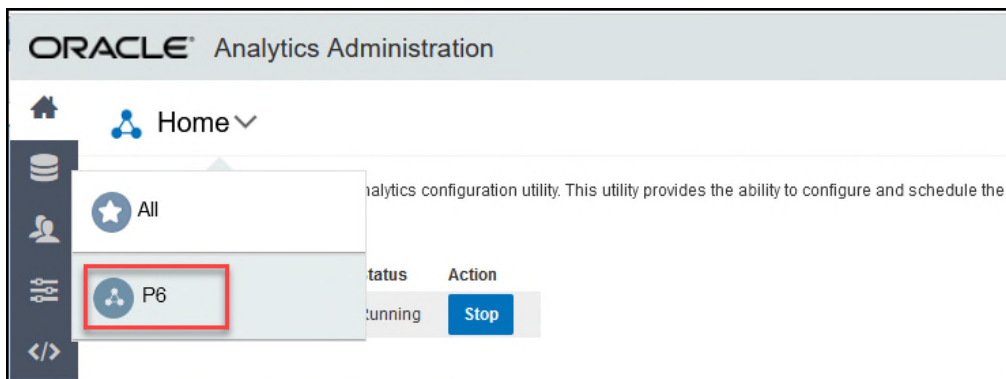 ORACLE® Analytics Administration
Home
nalytics configuration utility. This utility provides the ability to configure and schedule the
All
tatus Action
P6
unning Stop